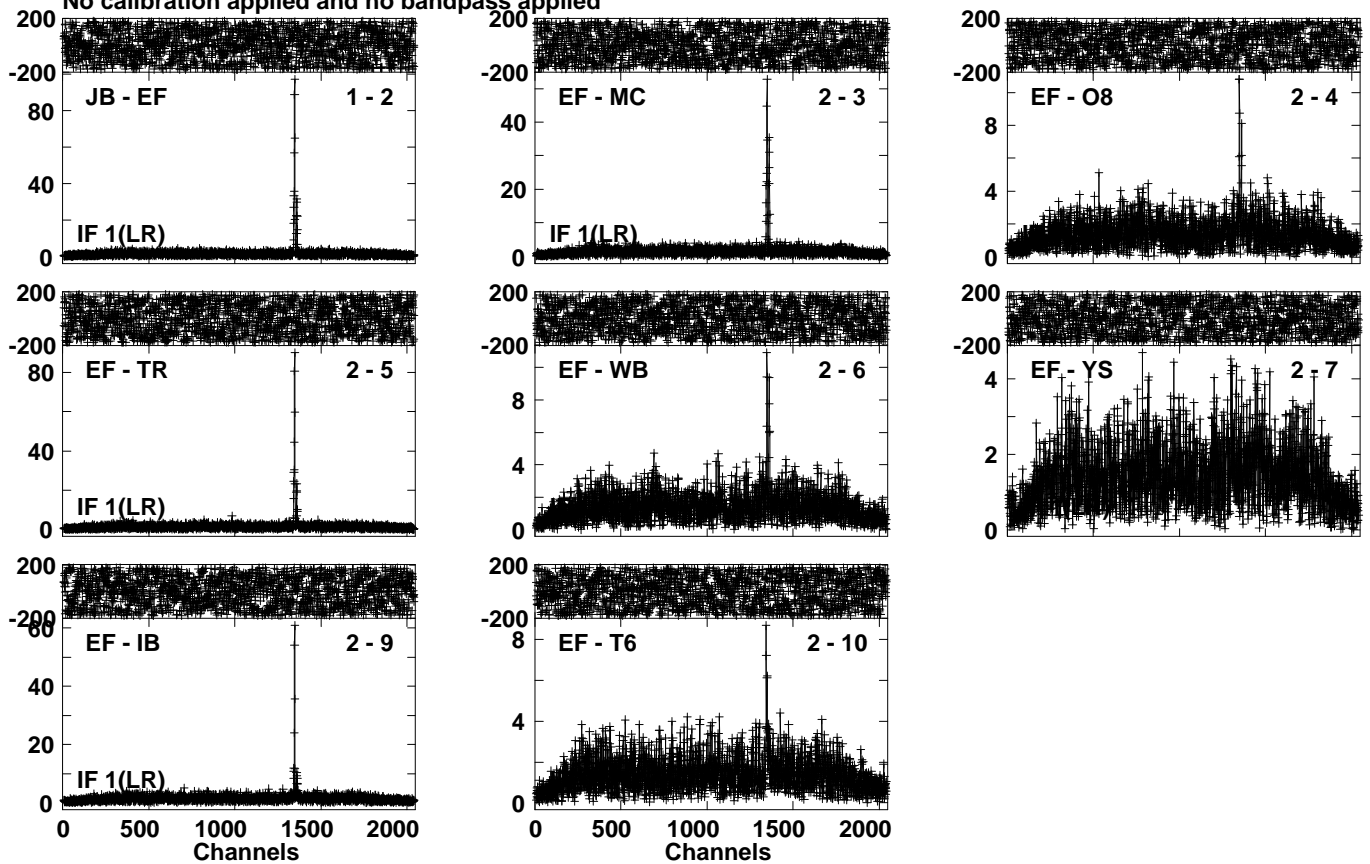 No calibration applied and no bandpass applied
200
-200
200
-200
200
-200
JB - EF 1 - 2
80
40
0
IF 1(LR)
EF - MC 2 - 3
40
20
0
IF 1(LR)
EF - O8 2 - 4
8
4
0
200
-200
200
-200
200
-200
EF - TR 2 - 5
80
40
0
IF 1(LR)
EF - WB 2 - 6
8
4
0
EF - YS 2 - 7
4
2
0
200
-200
200
-200
EF - IB 2 - 9
60
40
20
0
IF 1(LR)
EF - T6 2 - 10
8
4
0
0 500 1000 1500 2000
Channels
0 500 1000 1500 2000
Channels